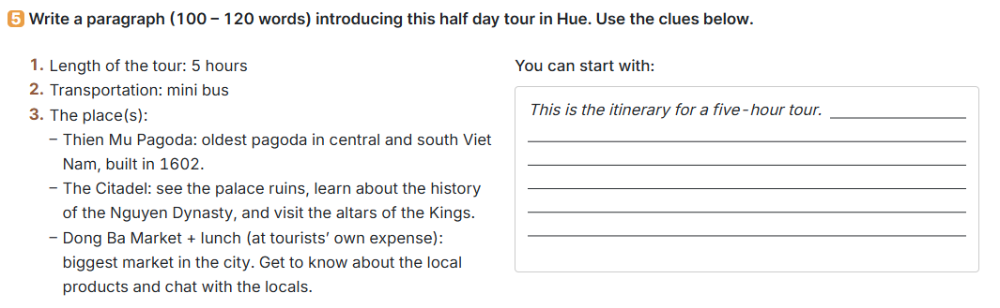 5 Write a paragraph (100 – 120 words) introducing this half day tour in Hue. Use the clues below.
1. Length of the tour: 5 hours
2. Transportation: mini bus
3. The place(s):
– Thien Mu Pagoda: oldest pagoda in central and south Viet
Nam, built in 1602.
– The Citadel: see the palace ruins, learn about the history
of the Nguyen Dynasty, and visit the altars of the Kings.
– Dong Ba Market + lunch (at tourists’ own expense):
biggest market in the city. Get to know about the local
products and chat with the locals.
You can start with:
This is the itinerary for a five-hour tour.